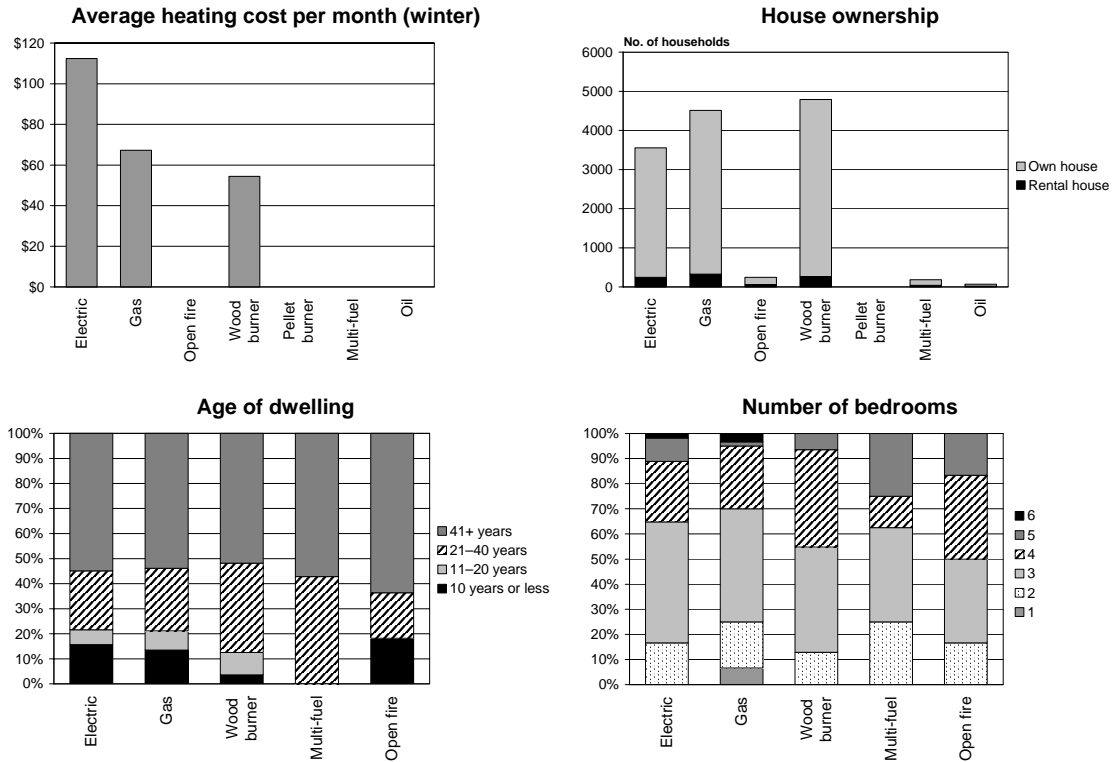 Average heating cost per month (winter)
$120
$100
$80
$60
$40
$20
$0
Electric
Gas
Open fire
Wood
burner
Pellet
burner
Multi-fuel
Oil
House ownership
No. of households
6000
5000
4000
3000
2000
1000
0
Electric
Gas
Open fire
Wood
burner
Pellet
burner
Multi-fuel
Oil
Own house
Rental house
Age of dwelling
100%
90%
80%
70%
60%
50%
40%
30%
20%
10%
0%
Electric
Gas
Wood
burner
Multi-fuel
Open fire
41+ years
21–40 years
11–20 years
10 years or less
Number of bedrooms
100%
90%
80%
70%
60%
50%
40%
30%
20%
10%
0%
Electric
Gas
Wood
burner
Multi-fuel
Open fire
6
5
4
3
2
1